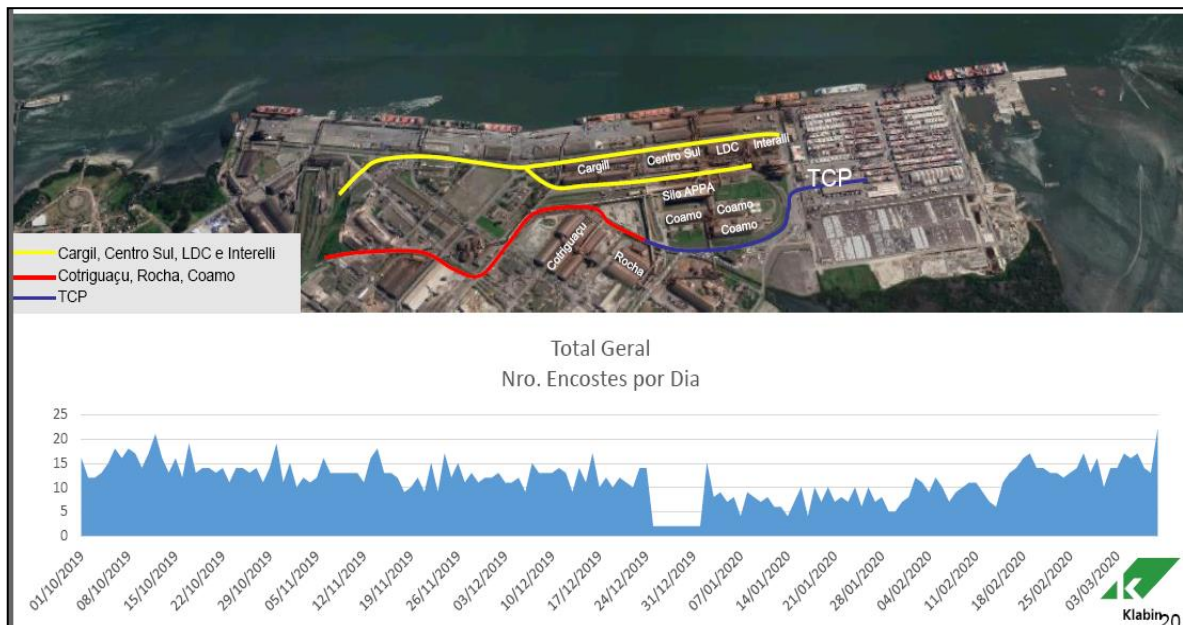 Cargill
Centro Sul
LDC
Interalli
TCP
Silo APPA
Coamo
Coamo
Coamo
Cotriguaçu
Rocha
Cargil, Centro Sul, LDC e Interelli
Cotriguaçu, Rocha, Coamo
TCP
Total Geral
Nro. Encostes por Dia
25
20
15
10
5
0
01/10/2019
08/10/2019
15/10/2019
22/10/2019
29/10/2019
05/11/2019
12/11/2019
19/11/2019
26/11/2019
03/12/2019
10/12/2019
17/12/2019
24/12/2019
31/12/2019
07/01/2020
14/01/2020
21/01/2020
28/01/2020
04/02/2020
11/02/2020
18/02/2020
25/02/2020
03/03/2020
Klabin
20